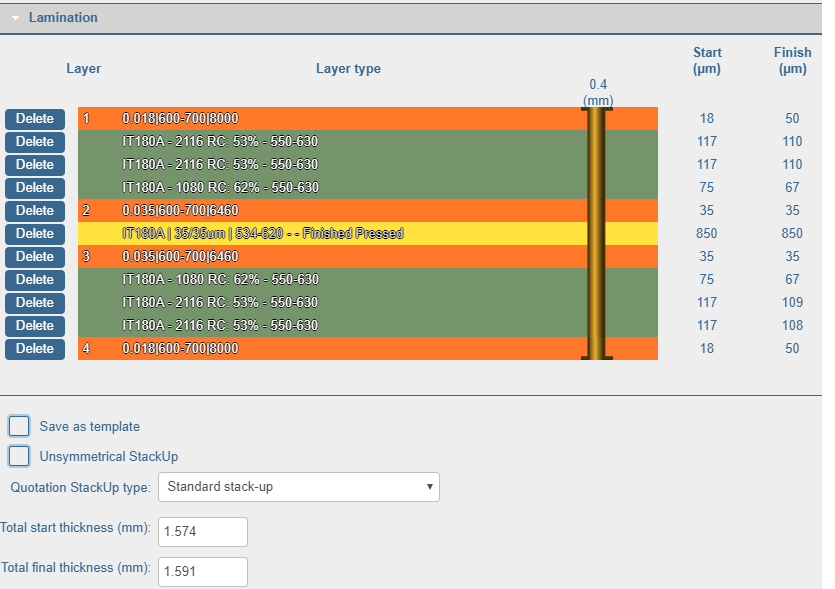 Lamination
Layer Layer type 0.4 (mm) Start (µm) Finish (µm)
Delete 1 0.018|600-700|8000 18 50
Delete IT180A - 2116 RC: 53% - 550-630 117 110
Delete IT180A - 2116 RC: 53% - 550-630 117 110
Delete IT180A - 1080 RC: 62% - 550-630 75 67
Delete 2 0.035|600-700|6460 35 35
Delete IT180A | 35/35um | 534-620 - - Finished Pressed 850 850
Delete 3 0.035|600-700|6460 35 35
Delete IT180A - 1080 RC: 62% - 550-630 75 67
Delete IT180A - 2116 RC: 53% - 550-630 117 109
Delete IT180A - 2116 RC: 53% - 550-630 117 108
Delete 4 0.018|600-700|8000 18 50
Save as template
Unsymmetrical StackUp
Quotation StackUp type: Standard stack-up
Total start thickness (mm): 1.574
Total final thickness (mm): 1.591